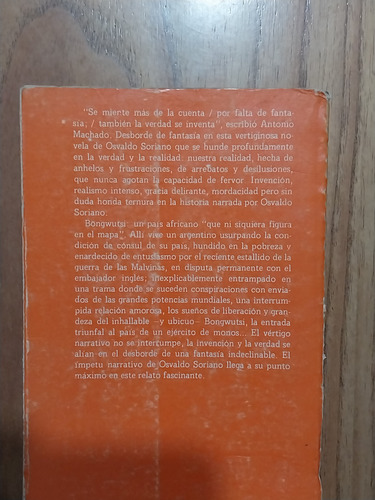 "Se miente más de la cuenta / por falta de fanta-
sía; / también la verdad se inventa", escribió Antonio
Machado. Desborde de fantasía en esta vertiginosa no-
vela de Osvaldo Soriano que se hunde profundamente
en la verdad y la realidad: nuestra realidad, hecha de
anhelos y frustraciones, de arrebatos y desilusiones,
que nunca agotan la capacidad de fervor. Invención,
realismo intenso, gracia delirante, mordacidad pero sin
duda honda ternura en la historia narrada por Osvaldo
Soriano.
Bongwutsi: un país africano "que ni siquiera figura
en el mapa". Allí vive un argentino usurpando la con-
dición de cónsul de su país, hundido en la pobreza y
enardecido de entusiasmo por el reciente estallido de la
guerra de las Malvinas, en disputa permanente con el
embajador inglés; inexplicablemente entrampado en
una trama donde se suceden conspiraciones con envia-
dos de las grandes potencias mundiales, una interrum-
pida relación amorosa, los sueños de liberación y gran-
deza del inhallable —y ubicuo— Bongwutsi, la entrada
triunfal al país de un ejército de monos... El vértigo
narrativo no se interrumpe, la invención y la verdad se
alían en el desborde de una fantasía indeclinable. El
ímpetu narrativo de Osvaldo Soriano llega a su punto
máximo en este relato fascinante.